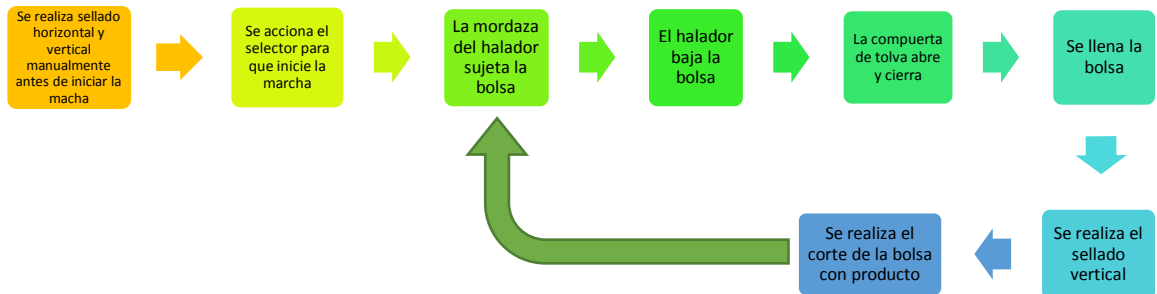 Se realiza sellado
horizontal y
vertical
manualmente
antes de iniciar la
macha
Se acciona el
selector para
que inicie la
marcha
La mordaza
del halador
sujeta la
bolsa
El halador
baja la
bolsa
La compuerta
de tolva abre
y cierra
Se llena la
bolsa
Se realiza el
sellado
vertical
Se realiza el
corte de la bolsa
con producto